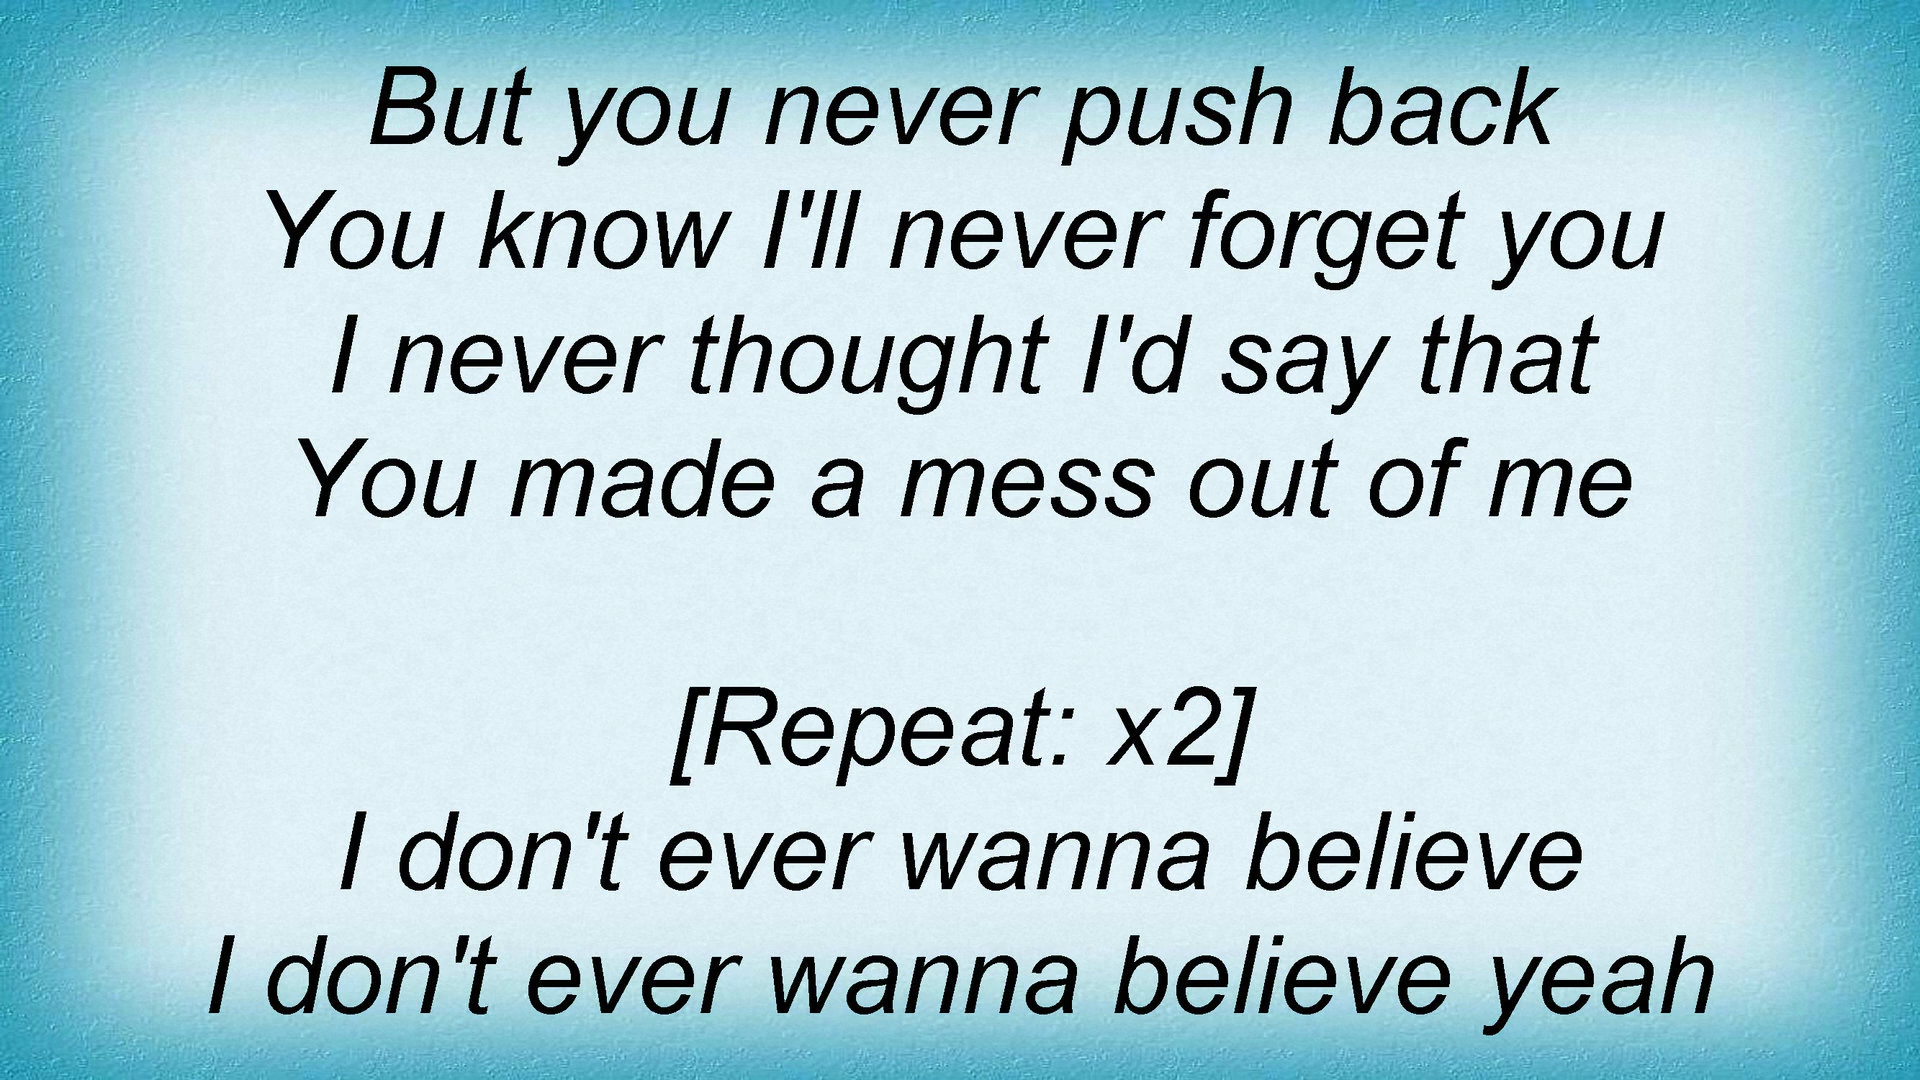 But you never push back
You know I'll never forget you
I never thought I'd say that
You made a mess out of me
[Repeat: x2]
I don't ever wanna believe
I don't ever wanna believe yeah